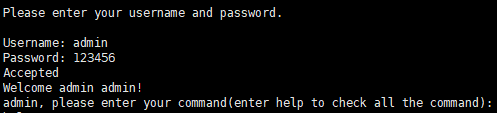 Please enter your username and password.
Username: admin
Password: 123456
Accepted
Welcome admin admin!
admin, please enter your command(enter help to check all the command):